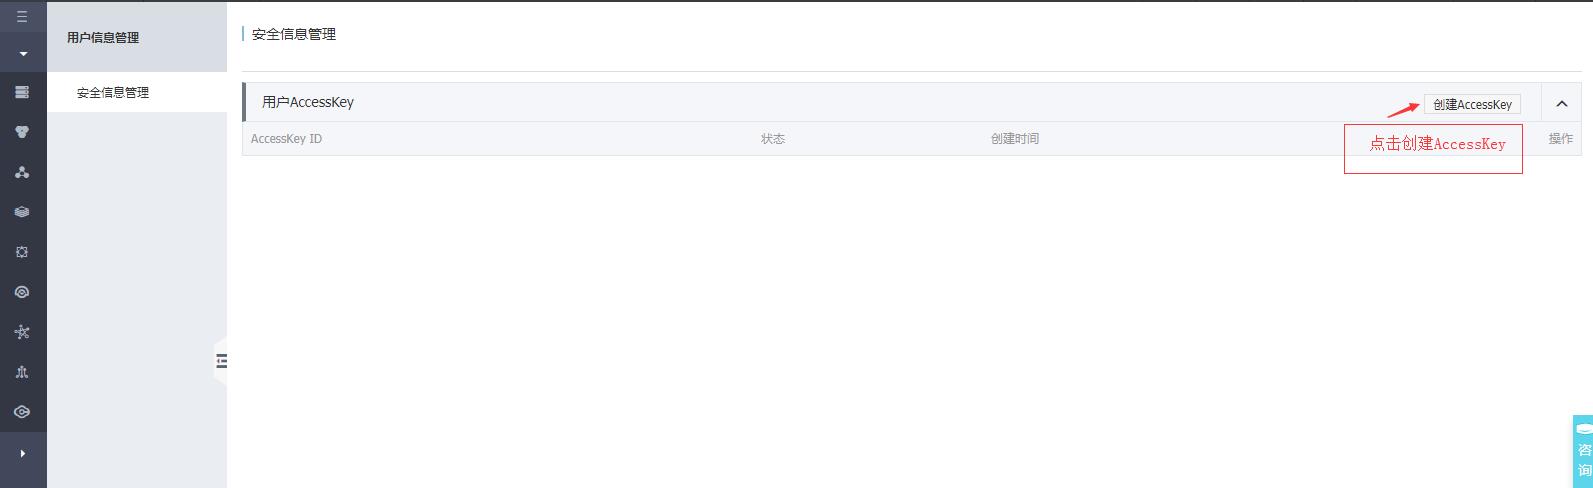 用户信息管理
安全信息管理
安全信息管理
用户AccessKey
创建AccessKey
AccessKey ID
状态
创建时间
操作
点击创建AccessKey
咨询